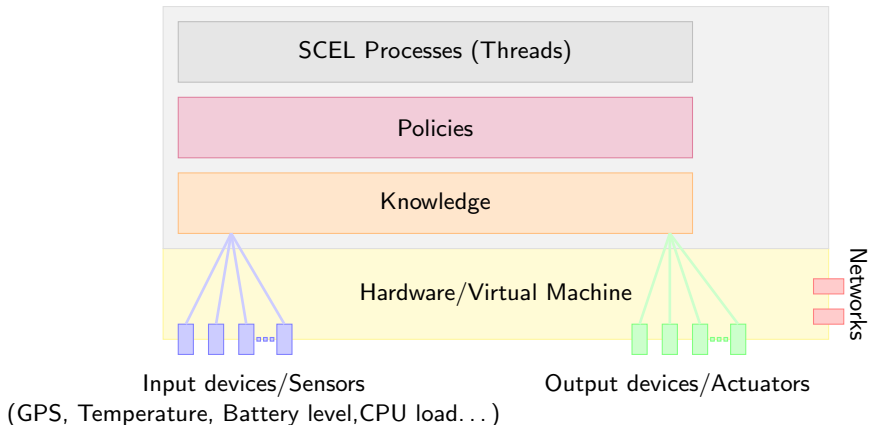 SCEL Processes (Threads)
Policies
Knowledge
Hardware/Virtual Machine
Networks
Input devices/Sensors
(GPS, Temperature, Battery level,CPU load...)
Output devices/Actuators